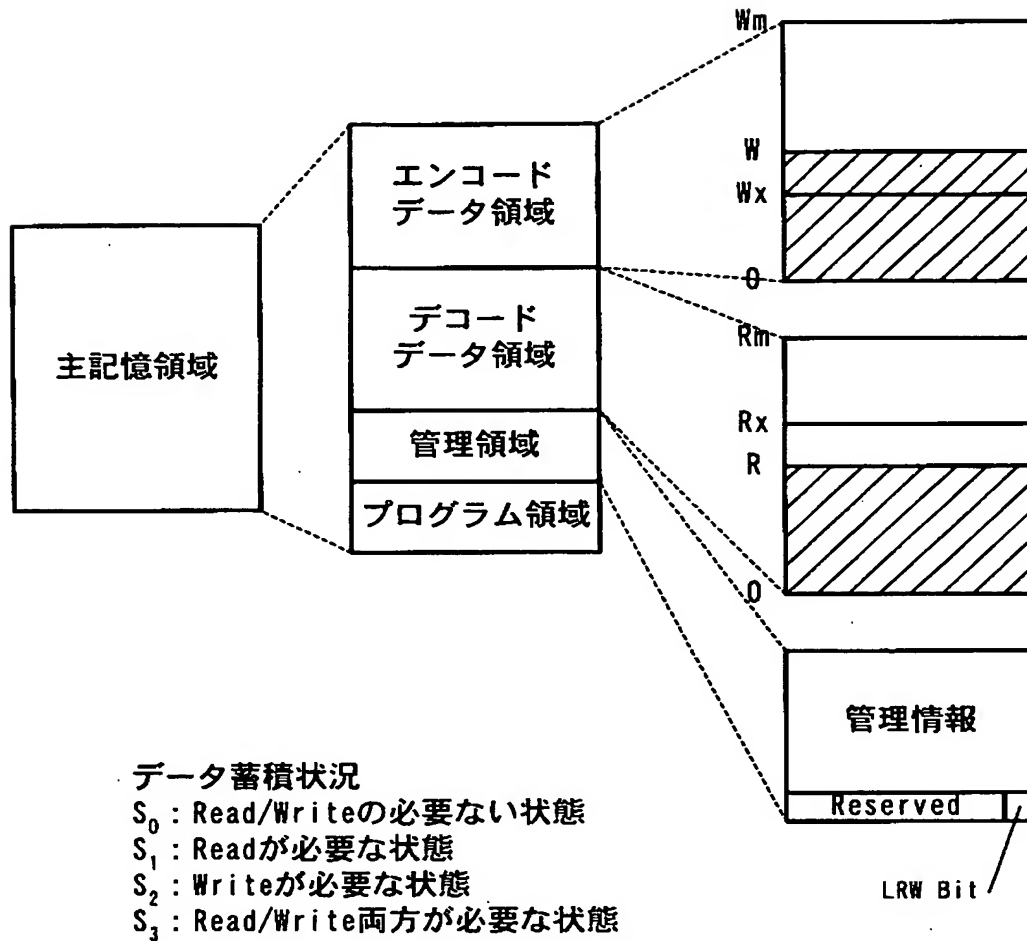 主記憶領域
エンコード
データ領域
デコード
データ領域
管理領域
プログラム領域
Wm
W
Wx
0
Rm
Rx
R
0
管理情報
Reserved
LRW Bit
データ蓄積状況
S₀：Read/Writeの必要ない状態
S₁：Readが必要な状態
S₂：Writeが必要な状態
S₃：Read/Write両方が必要な状態